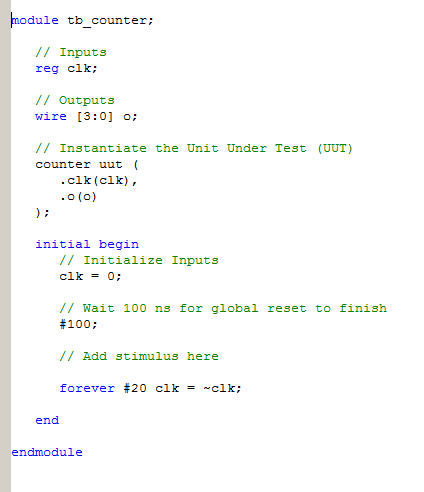 module tb_counter;
// Inputs
reg clk;
// Outputs
wire [3:0] o;
// Instantiate the Unit Under Test (UUT)
counter uut (
.clk(clk),
.o(o)
);
initial begin
// Initialize Inputs
clk = 0;
// Wait 100 ns for global reset to finish
#100;
// Add stimulus here
forever #20 clk = ~clk;
end
endmodule